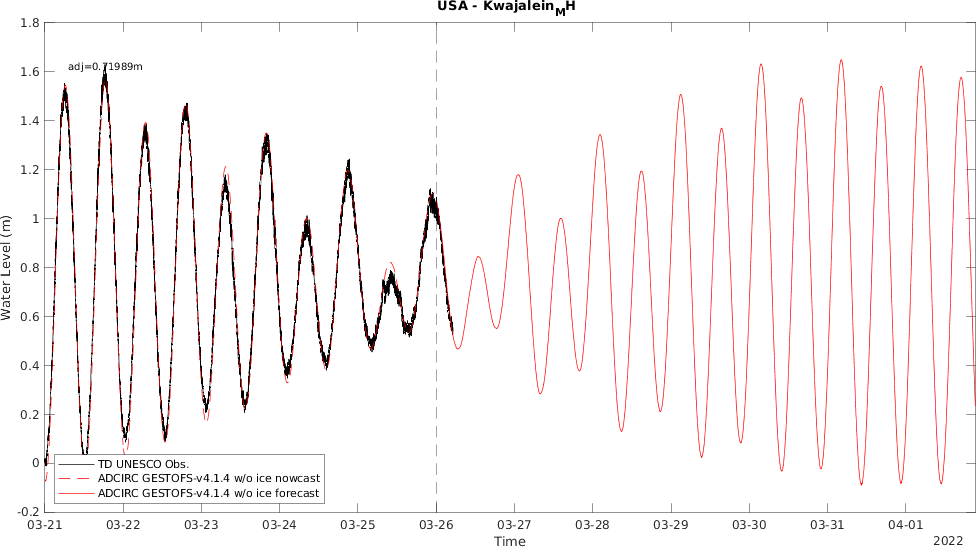 USA - Kwajalein_MH
adj=0.71989m
Water Level (m)
1.8
1.6
1.4
1.2
1
0.8
0.6
0.4
0.2
0
-0.2
TD UNESCO Obs.
ADCIRC GESTOFS-v4.1.4 w/o ice nowcast
ADCIRC GESTOFS-v4.1.4 w/o ice forecast
03-21 03-22 03-23 03-24 03-25 03-26 03-27 03-28 03-29 03-30 03-31 04-01
Time
2022